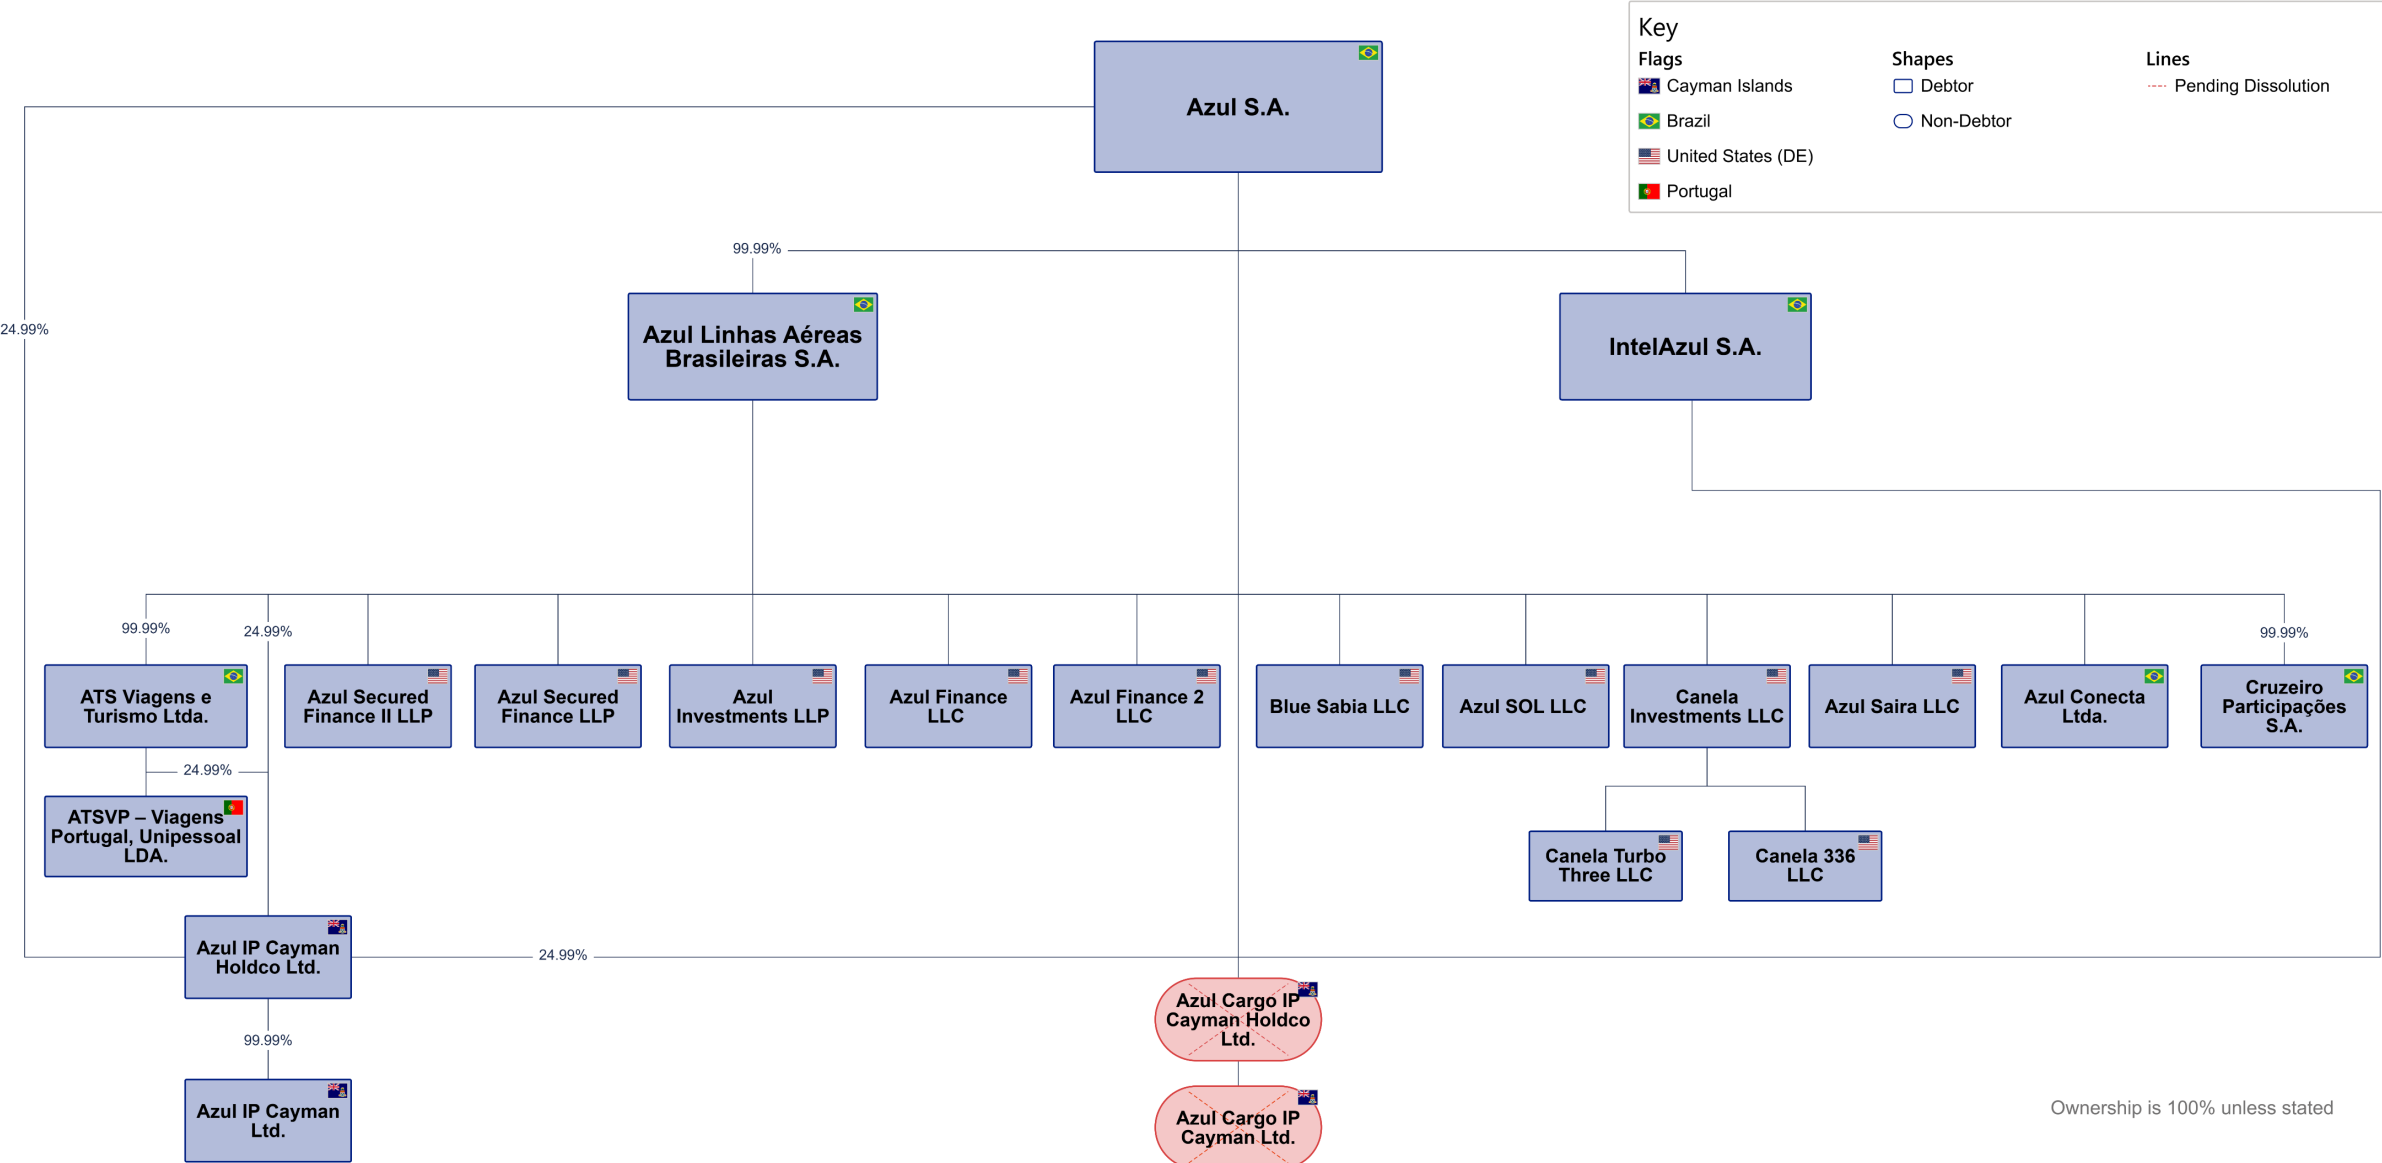 Key
Flags
Shapes
Lines
Cayman Islands
Debtor
Pending Dissolution
Brazil
Non-Debtor
United States (DE)
Portugal
Azul S.A.
99.99%
24.99%
Azul Linhas Aéreas
Brasileiras S.A.
IntelAzul S.A.
99.99%
24.99%
99.99%
ATS Viagens e
Turismo Ltda.
Azul Secured
Finance II LLP
Azul Secured
Finance LLP
Azul
Investments LLP
Azul Finance
LLC
Azul Finance 2
LLC
Blue Sabia LLC
Azul SOL LLC
Canela
Investments LLC
Azul Saira LLC
Azul Conecta
Ltda.
Cruzeiro
Participações
S.A.
24.99%
ATSVP – Viagens
Portugal, Unipessoal
LDA.
Canela Turbo
Three LLC
Canela 336
LLC
Azul IP Cayman
Holdco Ltd.
24.99%
Azul Cargo IP
Cayman Holdco
Ltd.
99.99%
Azul IP Cayman
Ltd.
Azul Cargo IP
Cayman Ltd.
Ownership is 100% unless stated